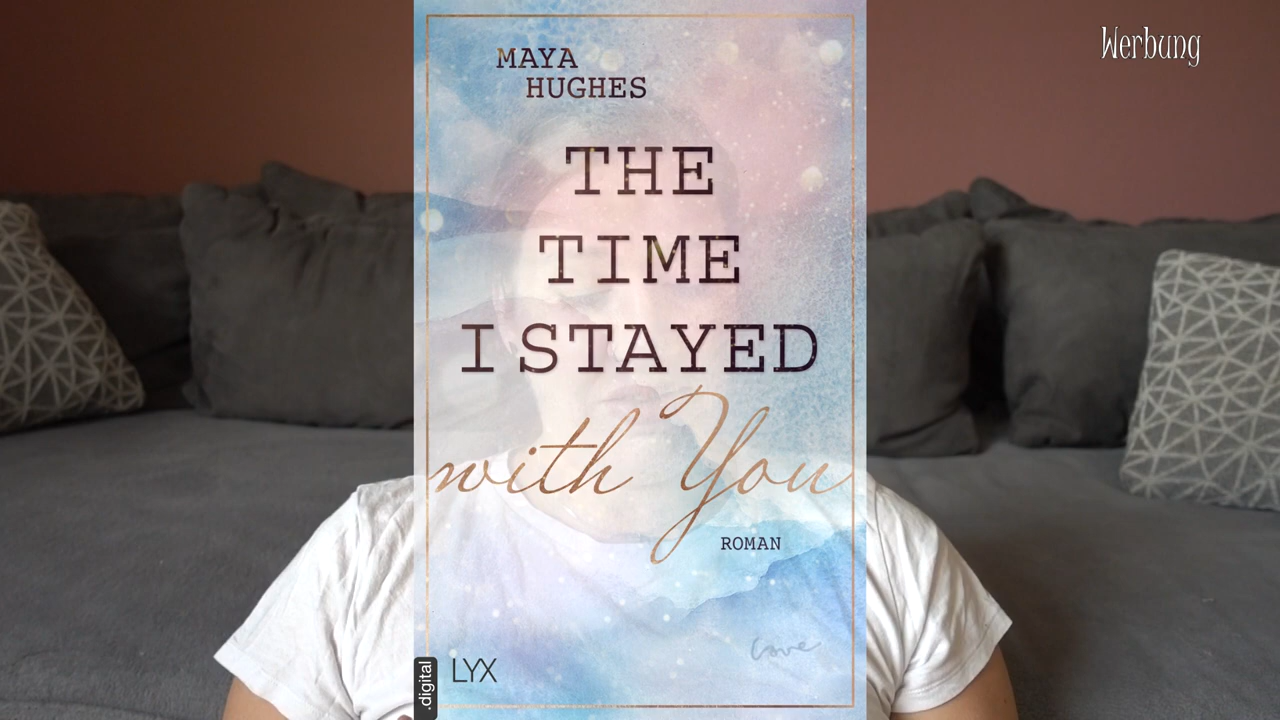 Werbung
MAYA
HUGHES
THE
TIME
I STAYED
with You
ROMAN
love
.digital
LYX